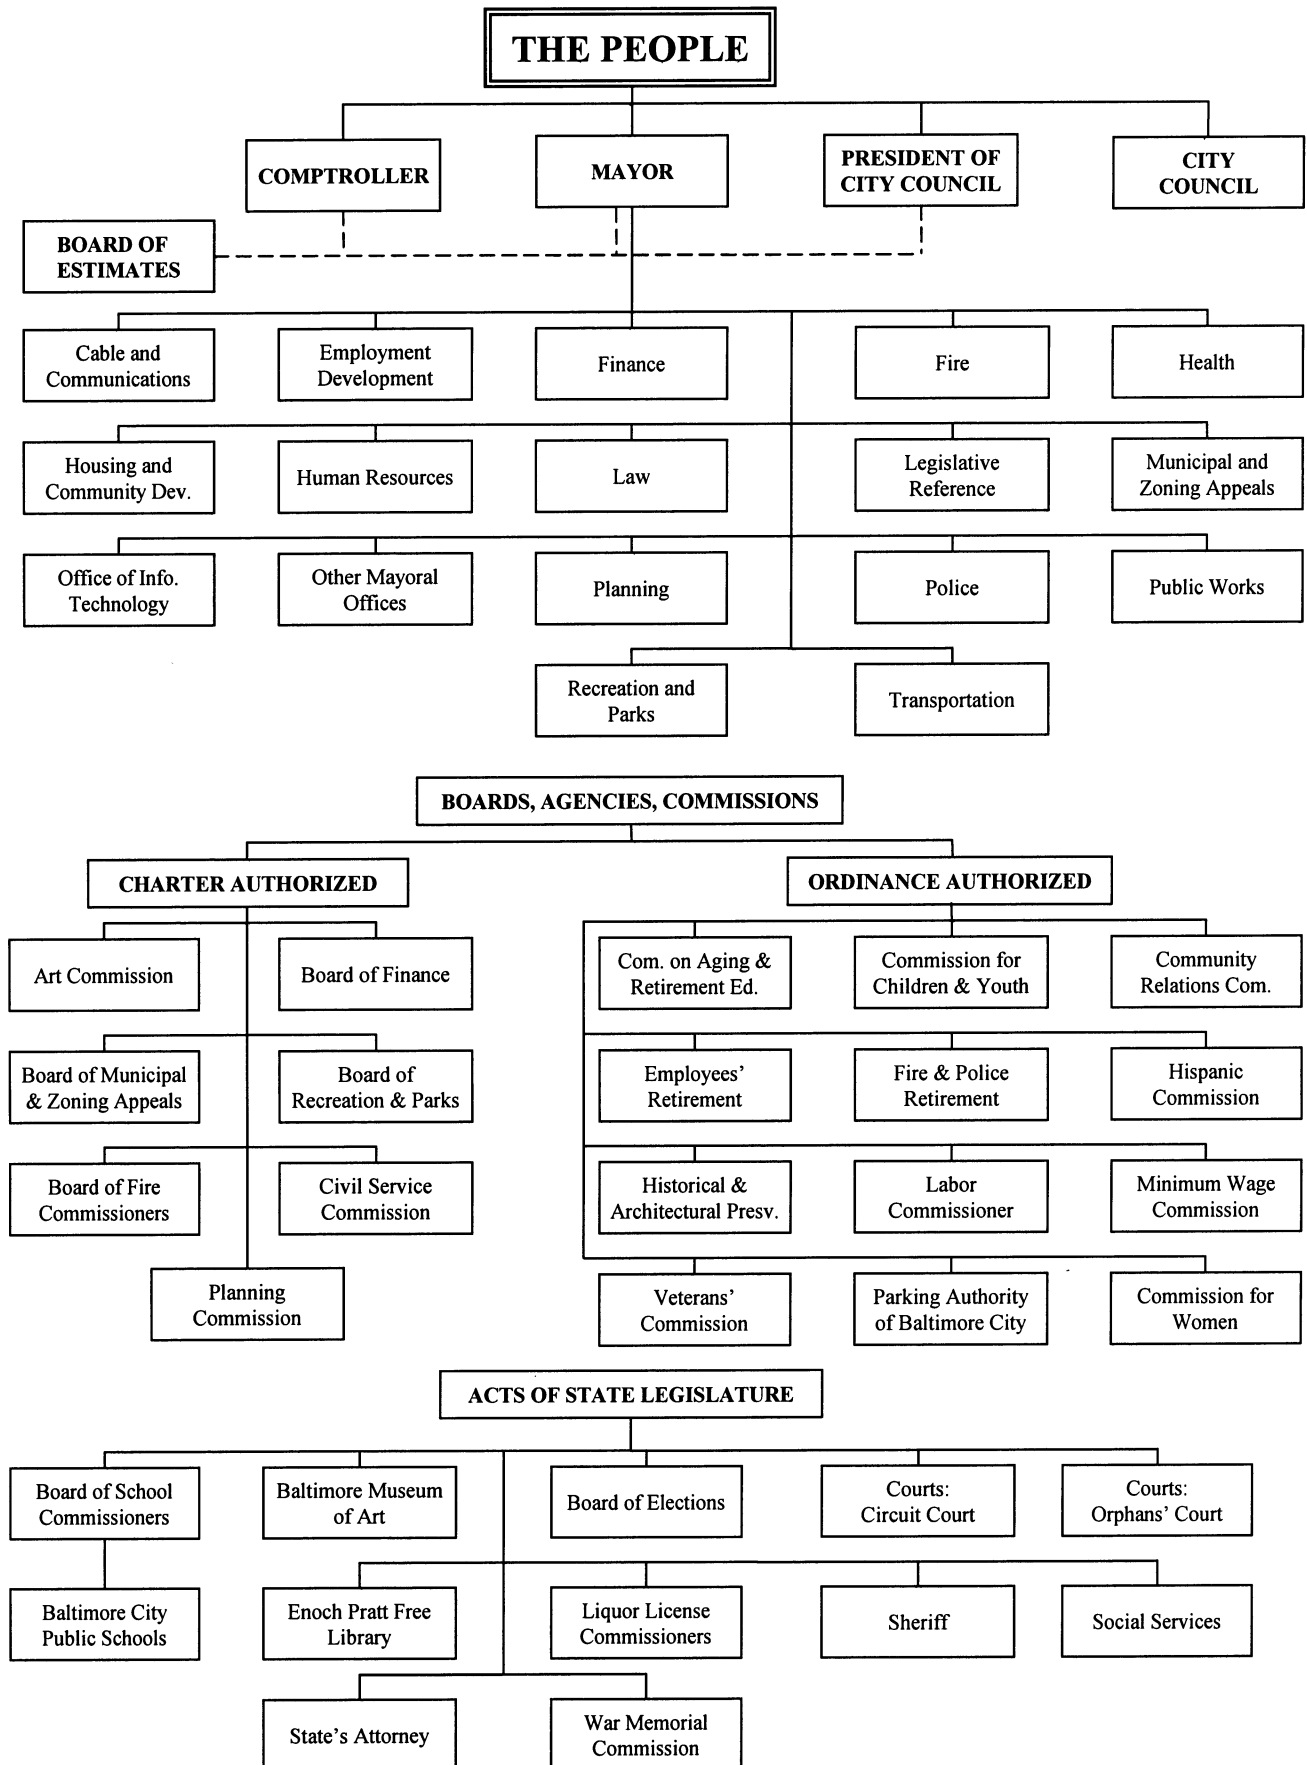 THE PEOPLE
COMPTROLLER
MAYOR
PRESIDENT OF
CITY COUNCIL
CITY
COUNCIL
BOARD OF
ESTIMATES
Cable and
Communications
Employment
Development
Finance
Fire
Health
Housing and
Community Dev.
Human Resources
Law
Legislative
Reference
Municipal and
Zoning Appeals
Office of Info.
Technology
Other Mayoral
Offices
Planning
Police
Public Works
Recreation and
Parks
Transportation
BOARDS, AGENCIES, COMMISSIONS
CHARTER AUTHORIZED
Art Commission
Board of Finance
Board of Municipal
& Zoning Appeals
Board of
Recreation & Parks
Board of Fire
Commissioners
Civil Service
Commission
Planning
Commission
ORDINANCE AUTHORIZED
Com. on Aging &
Retirement Ed.
Commission for
Children & Youth
Community
Relations Com.
Employees’
Retirement
Fire & Police
Retirement
Hispanic
Commission
Historical &
Architectural Presv.
Labor
Commissioner
Minimum Wage
Commission
Veterans’
Commission
Parking Authority
of Baltimore City
Commission for
Women
ACTS OF STATE LEGISLATURE
Board of School
Commissioners
Baltimore Museum
of Art
Board of Elections
Courts:
Circuit Court
Courts:
Orphans’ Court
Baltimore City
Public Schools
Enoch Pratt Free
Library
Liquor License
Commissioners
Sheriff
Social Services
State’s Attorney
War Memorial
Commission